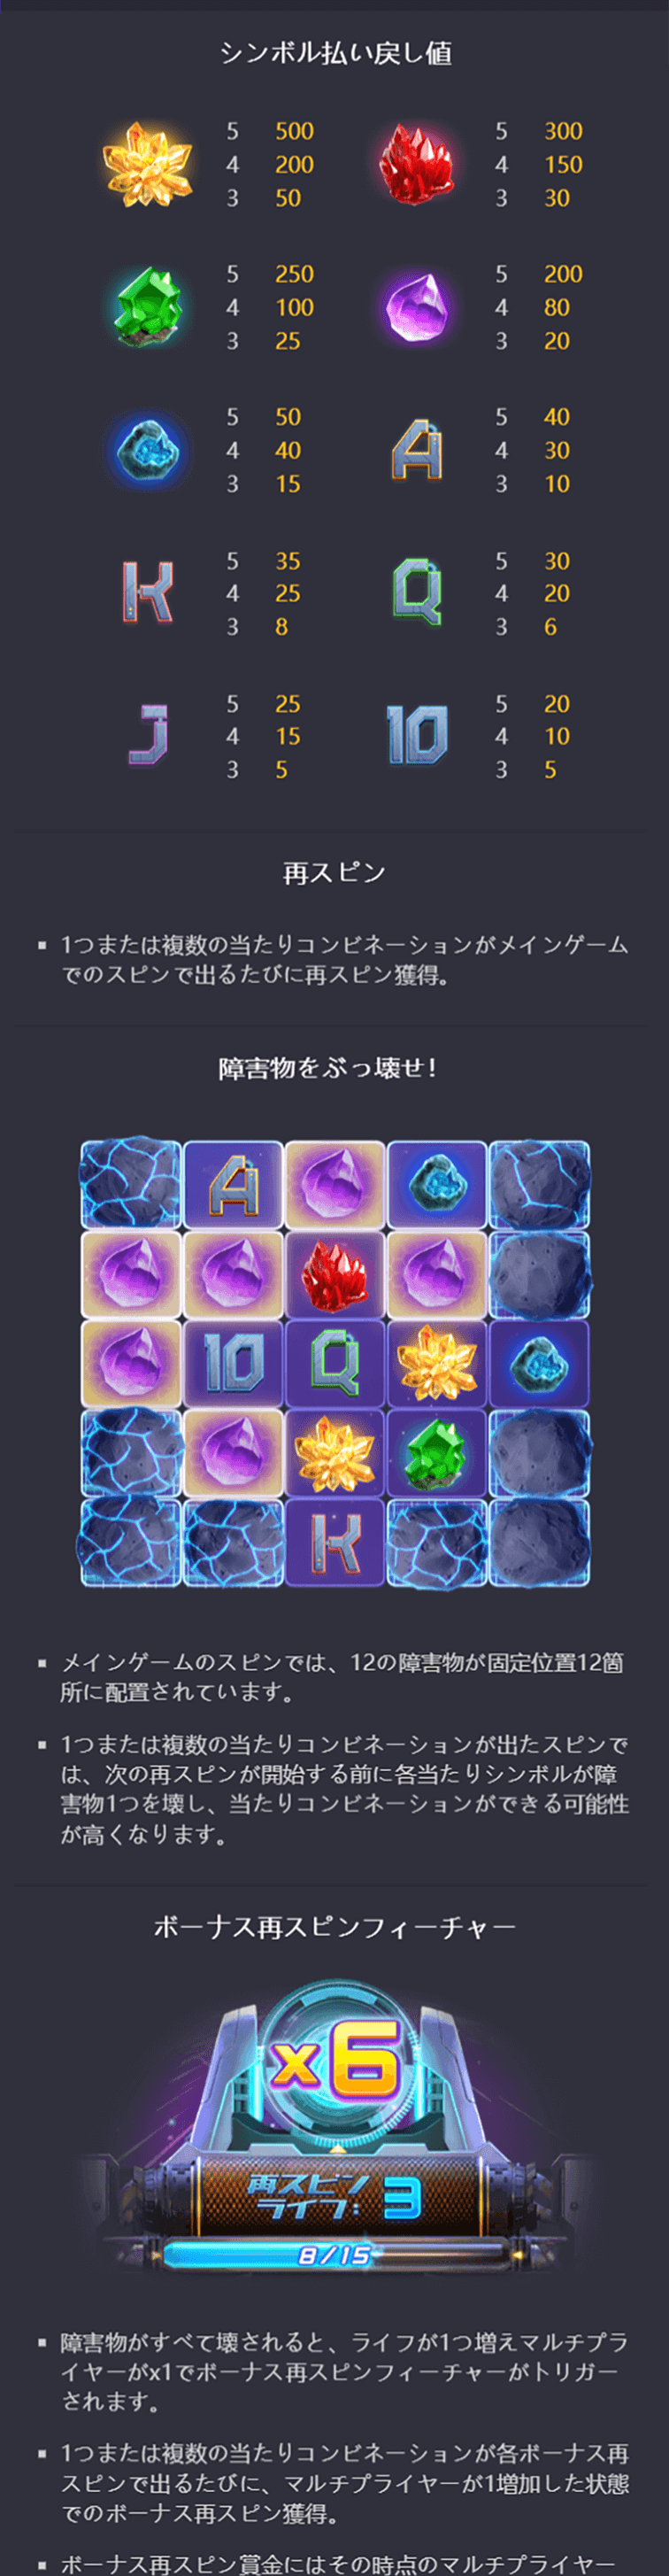 シンボル払い戻し値
5 500
4 200
3 50
5 300
4 150
3 30
5 250
4 100
3 25
5 200
4 80
3 20
5 50
4 40
3 15
A
5 40
4 30
3 10
K
5 35
4 25
3 8
Q
5 30
4 20
3 6
J
5 25
4 15
3 5
10
5 20
4 10
3 5
再スピン
▪ 1つまたは複数の当たりコンビネーションがメインゲーム
でのスピンで出るたびに再スピン獲得。
障害物をぶっ壊せ!
A
10 Q
K
▪ メインゲームのスピンでは、12の障害物が固定位置12箇
所に配置されています。
▪ 1つまたは複数の当たりコンビネーションが出たスピンで
は、次の再スピンが開始する前に各当たりシンボルが障
害物1つを壊し、当たりコンビネーションができる可能性
が高くなります。
ボーナス再スピンフィーチャー
x6
再スピン
ライフ: 3
8/15
▪ 障害物がすべて壊されると、ライフが1つ増えマルチプラ
イヤーがx1でボーナス再スピンフィーチャーがトリガー
されます。
▪ 1つまたは複数の当たりコンビネーションが各ボーナス再
スピンで出るたびに、マルチプライヤーが1増加した状態
でのボーナス再スピン獲得。
▪ ボーナス再スピン賞金にはその時点のマルチプライヤー